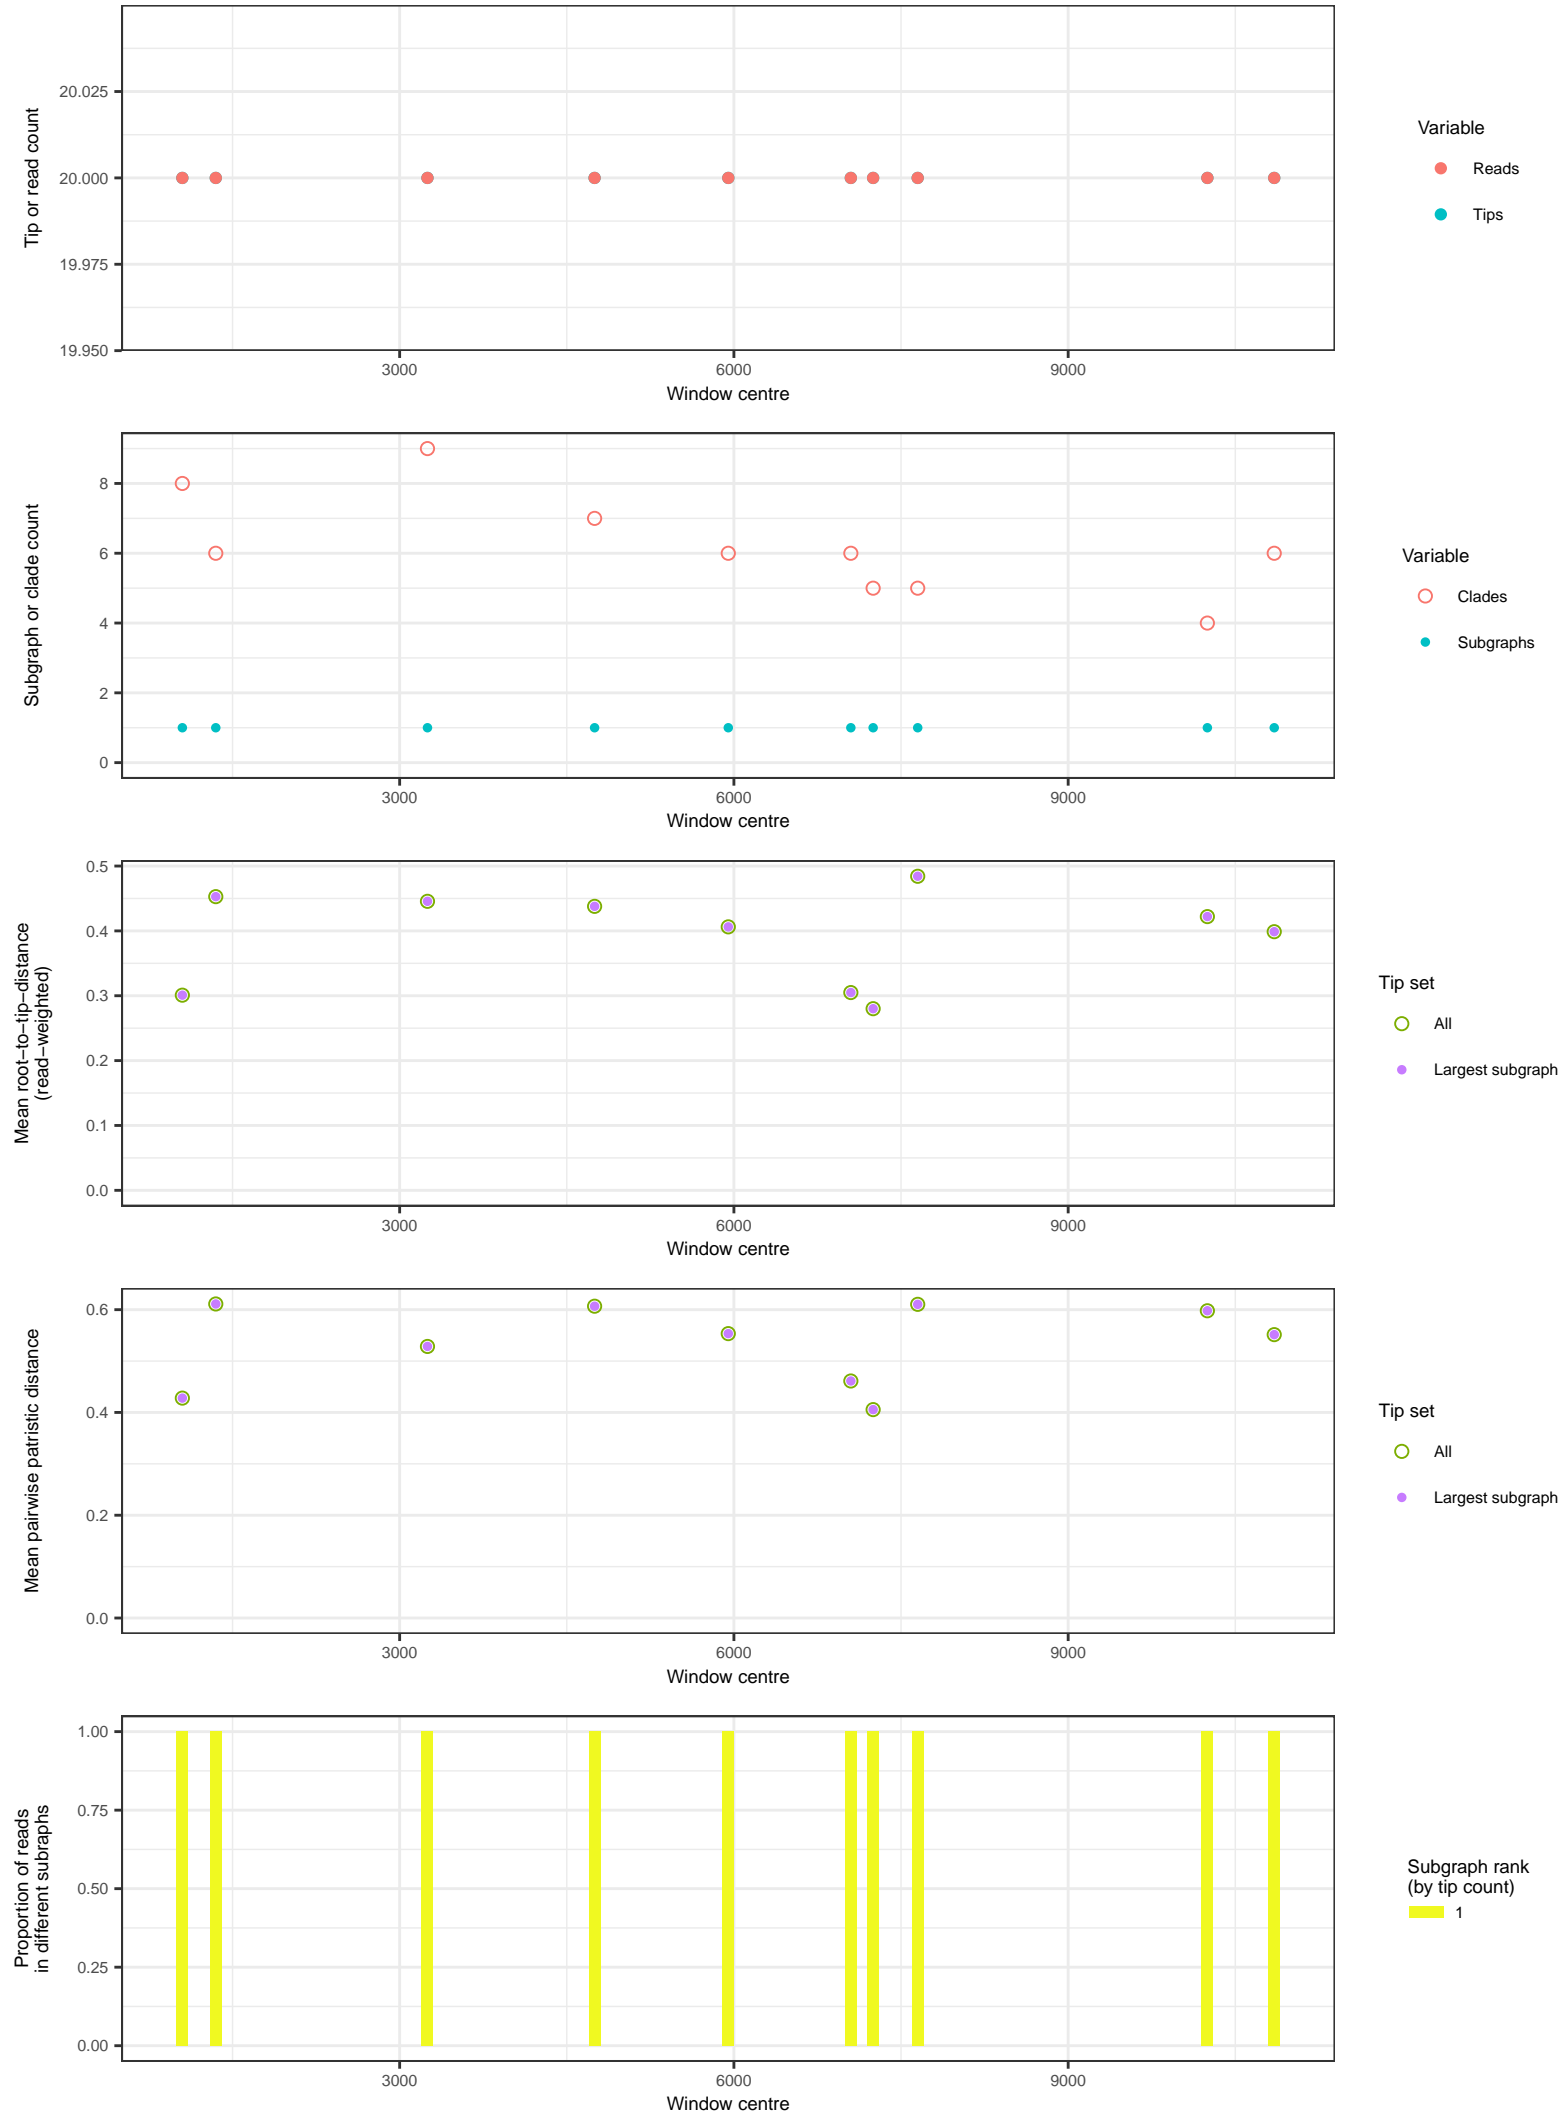 20.025
20.000
19.975
19.950
Tip or read count
3000 6000 9000
Window centre
Variable
Reads
Tips
8
6
4
2
0
Subgraph or clade count
3000 6000 9000
Window centre
Variable
Clades
Subgraphs
0.5
0.4
0.3
0.2
0.1
0.0
Mean root−to−tip−distance
(read−weighted)
3000 6000 9000
Window centre
Tip set
All
Largest subgraph
0.6
0.4
0.2
0.0
Mean pairwise patristic distance
3000 6000 9000
Window centre
Tip set
All
Largest subgraph
1.00
0.75
0.50
0.25
0.00
Proportion of reads
in different subraphs
3000 6000 9000
Window centre
Subgraph rank
(by tip count)
1